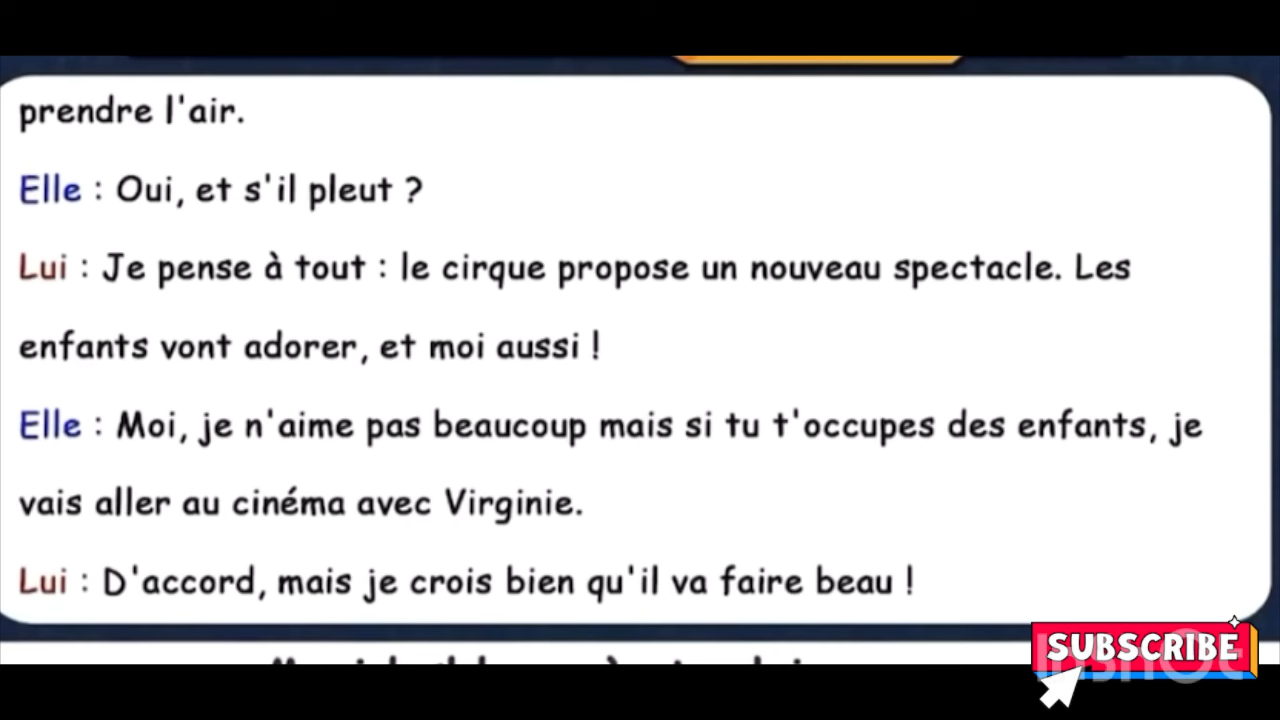 prendre l'air.
Elle : Oui, et s'il pleut ?
Lui : Je pense à tout : le cirque propose un nouveau spectacle. Les
enfants vont adorer, et moi aussi !
Elle : Moi, je n'aime pas beaucoup mais si tu t'occupes des enfants, je
vais aller au cinéma avec Virginie.
Lui : D'accord, mais je crois bien qu'il va faire beau !
SUBSCRIBE